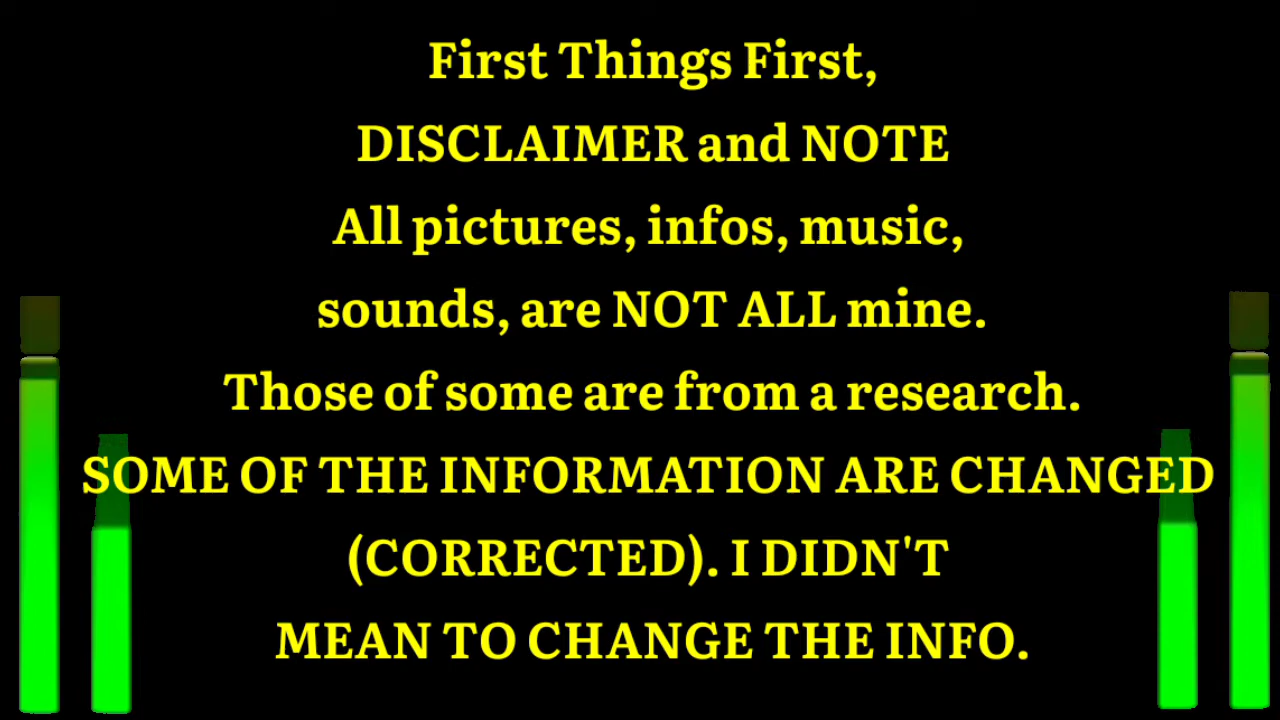 First Things First,
DISCLAIMER and NOTE
All pictures, infos, music,
sounds, are NOT ALL mine.
Those of some are from a research.
SOME OF THE INFORMATION ARE CHANGED
(CORRECTED). I DIDN'T
MEAN TO CHANGE THE INFO.